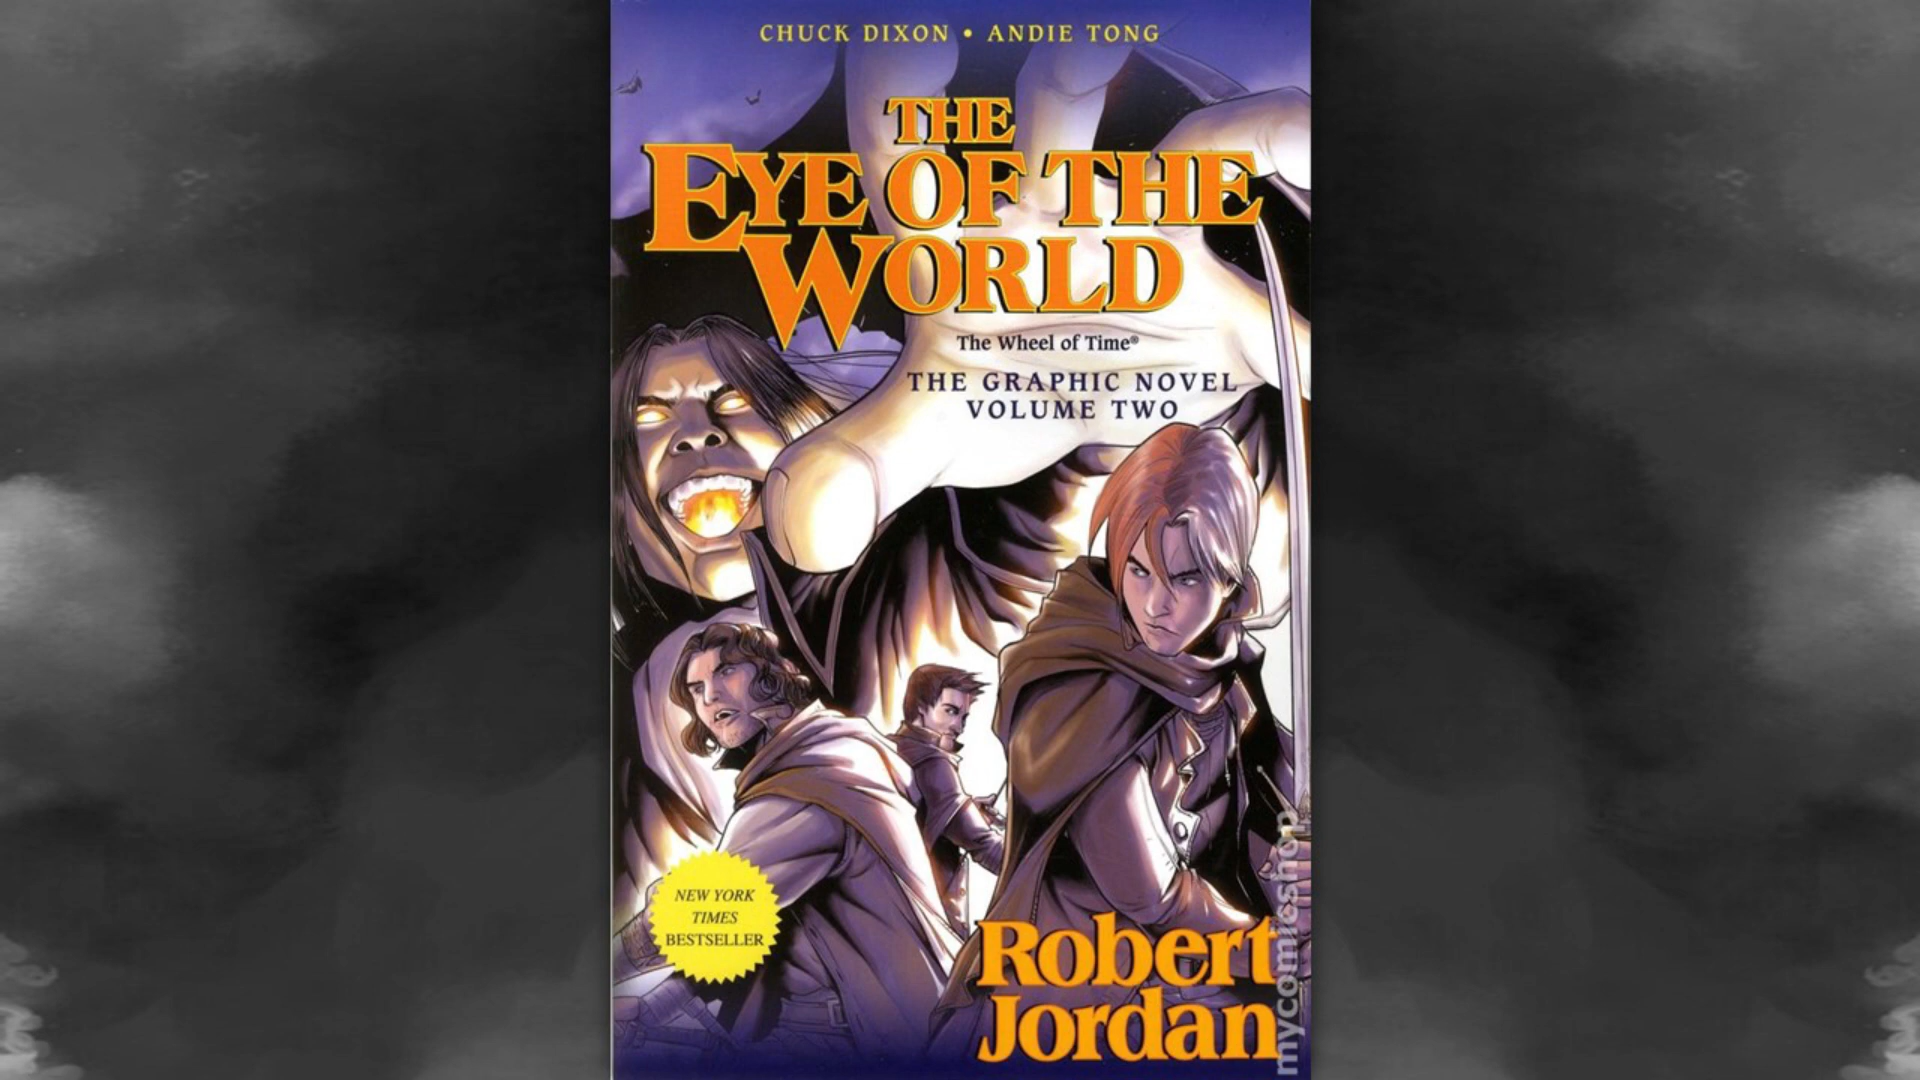 CHUCK DIXON • ANDIE TONG
THE
EYE OF THE
WORLD
The Wheel of Time®
THE GRAPHIC NOVEL
VOLUME TWO
NEW YORK
TIMES
BESTSELLER
Robert
Jordan
mycomicshop